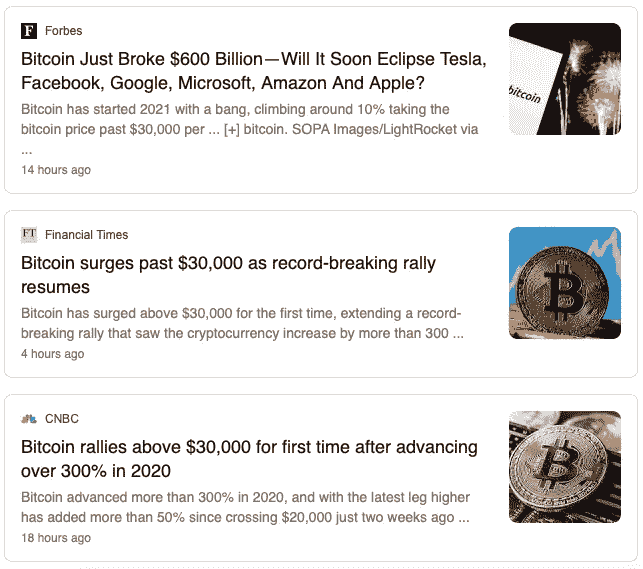 Forbes
Bitcoin Just Broke $600 Billion—Will It Soon Eclipse Tesla,
Facebook, Google, Microsoft, Amazon And Apple?
Bitcoin has started 2021 with a bang, climbing around 10% taking the
bitcoin price past $30,000 per ... [+] bitcoin. SOPA Images/LightRocket via
...
14 hours ago
bitcoin
FT
Financial Times
Bitcoin surges past $30,000 as record-breaking rally
resumes
Bitcoin has surged above $30,000 for the first time, extending a record-
breaking rally that saw the cryptocurrency increase by more than 300 ...
4 hours ago
CNBC
Bitcoin rallies above $30,000 for first time after advancing
over 300% in 2020
Bitcoin advanced more than 300% in 2020, and with the latest leg higher
has added more than 50% since crossing $20,000 just two weeks ago ...
18 hours ago